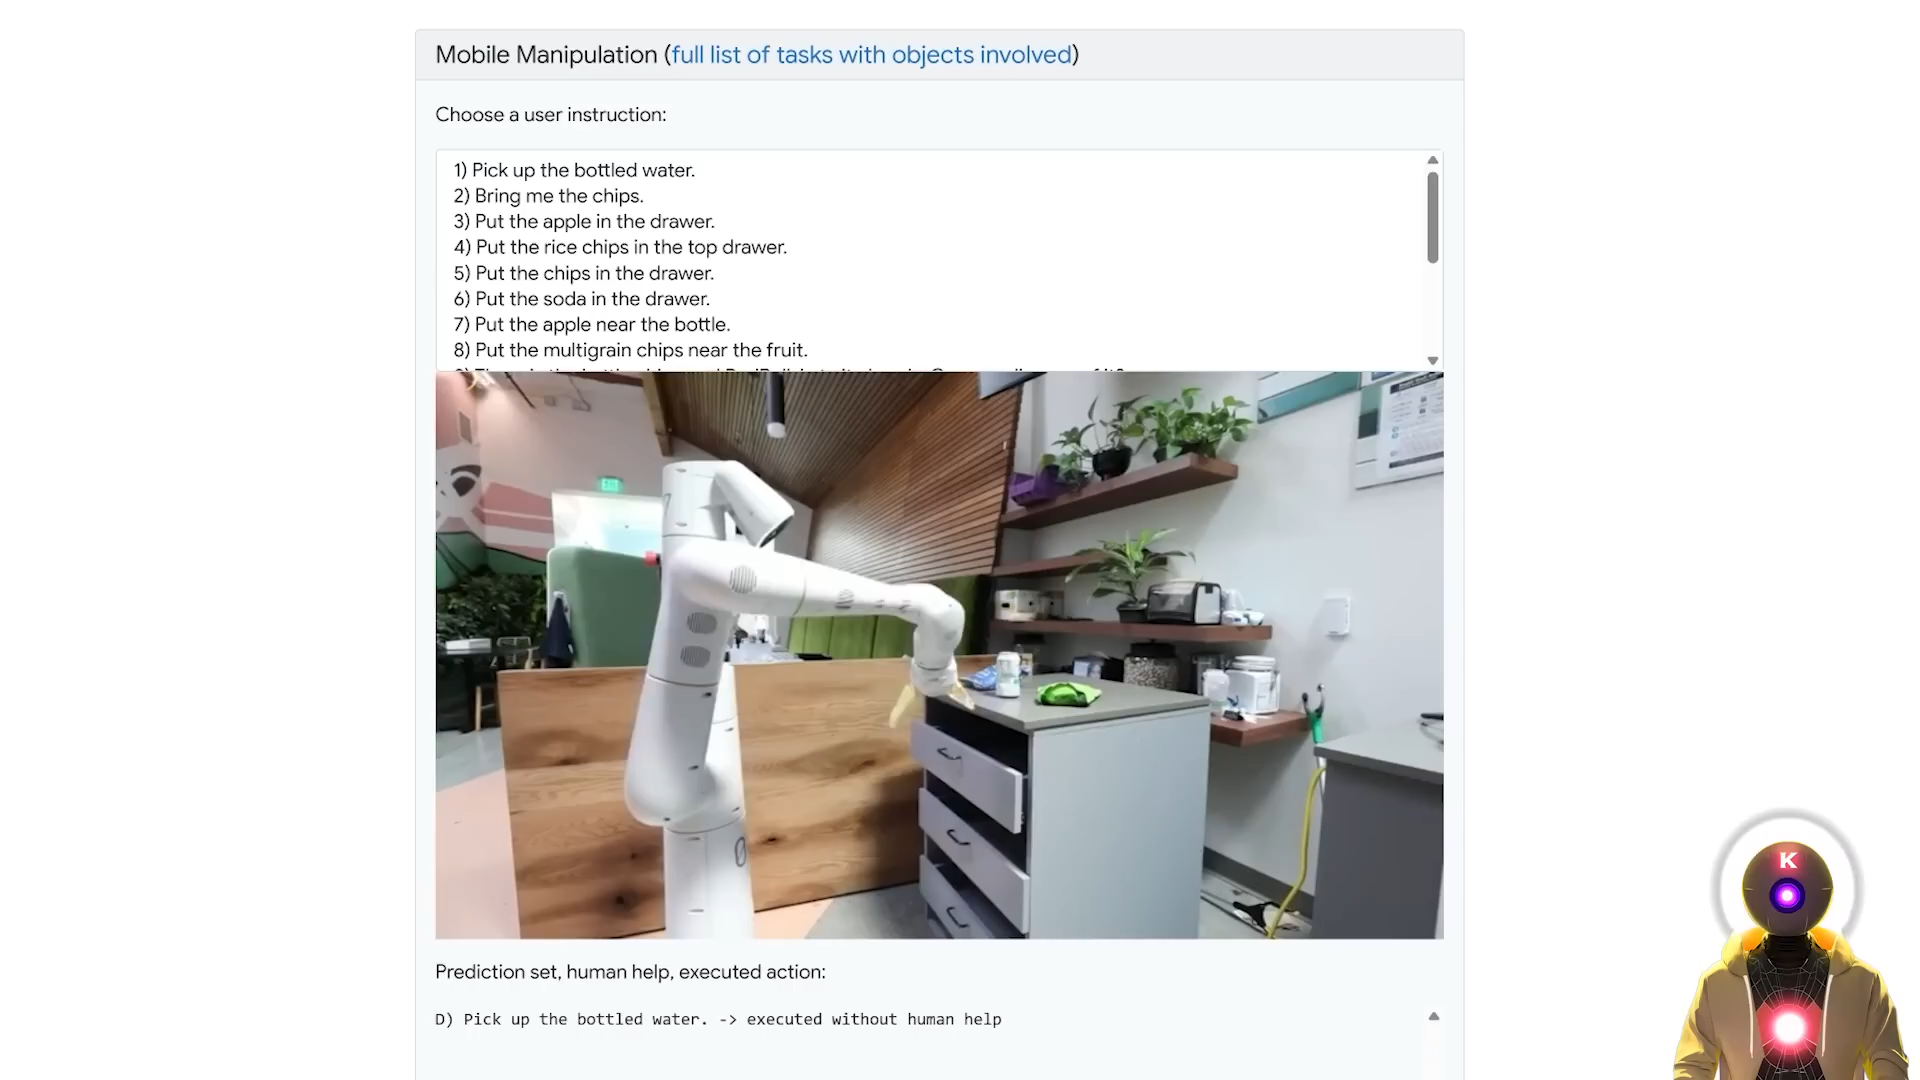 Mobile Manipulation (full list of tasks with objects involved)
Choose a user instruction:
1) Pick up the bottled water.
2) Bring me the chips.
3) Put the apple in the drawer.
4) Put the rice chips in the top drawer.
5) Put the chips in the drawer.
6) Put the soda in the drawer.
7) Put the apple near the bottle.
8) Put the multigrain chips near the fruit.
EXIT
Prediction set, human help, executed action:
D) Pick up the bottled water. -> executed without human help
K